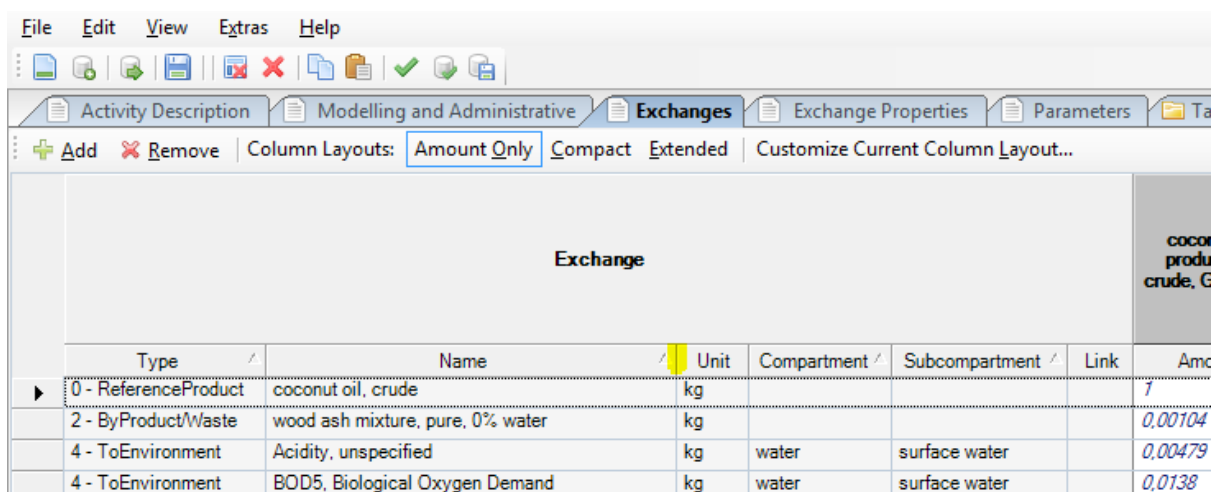 File Edit View Extras Help
Activity Description Modelling and Administrative Exchanges Exchange Properties Parameters
Add Remove Column Layouts: Amount Only Compact Extended Customize Current Column Layout...
Exchange
crude, G
Type Name Unit Compartment Subcompartment Link
0 - ReferenceProduct coconut oil, crude kg 1
2 - ByProduct/Waste wood ash mixture, pure, 0% water kg 0,00104
4 - ToEnvironment Acidity, unspecified kg water surface water 0,00479
4 - ToEnvironment BOD5, Biological Oxygen Demand kg water surface water 0,0138